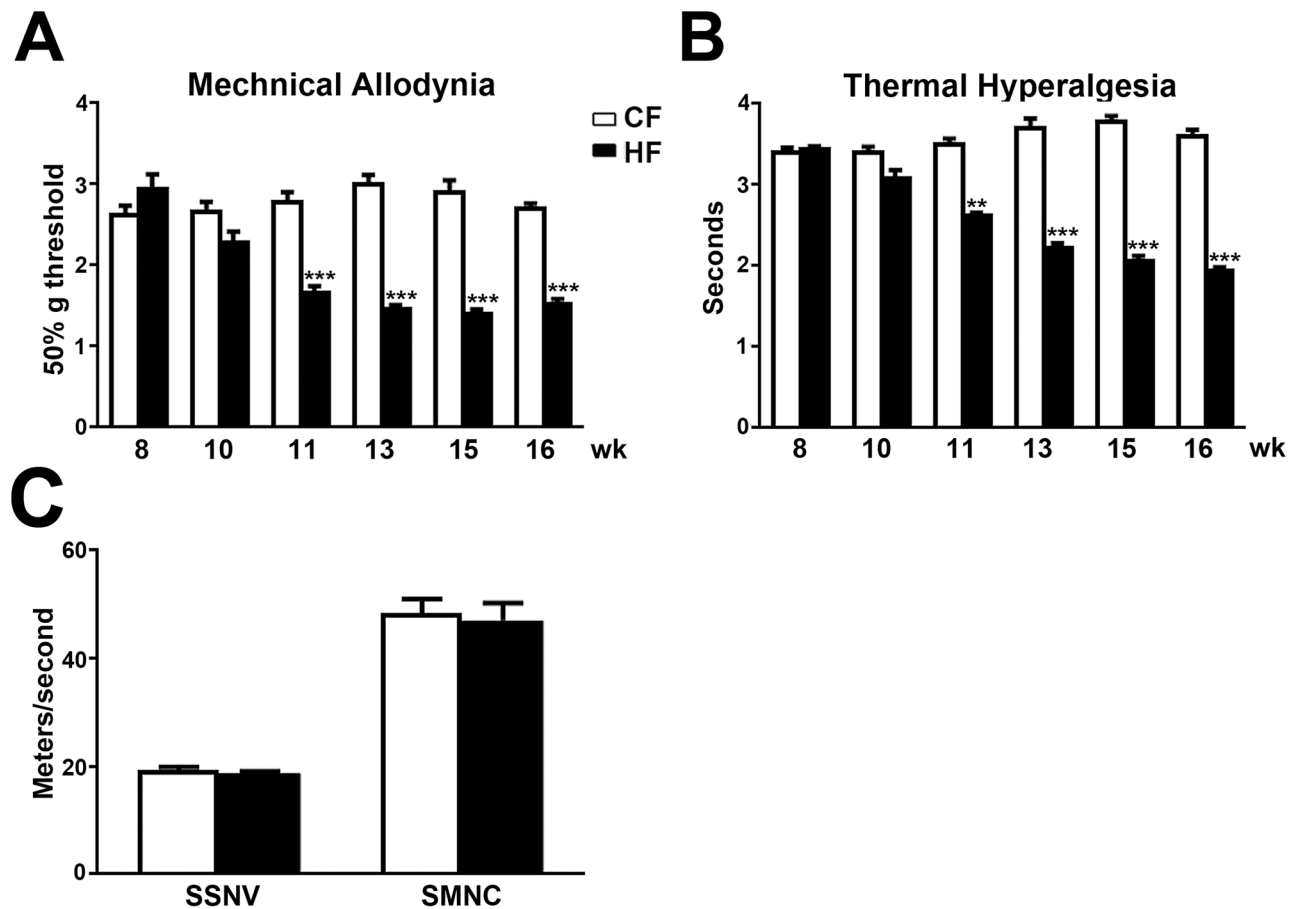 A
Mechnical Allodynia
CF
HF
50% g threshold
4
3
2
1
0
***
***
***
***
8 10 11 13 15 16 wk
B
Thermal Hyperalgesia
Seconds
4
3
2
1
0
**
***
***
***
8 10 11 13 15 16 wk
C
Meters/second
60
40
20
0
SSNV SMNC